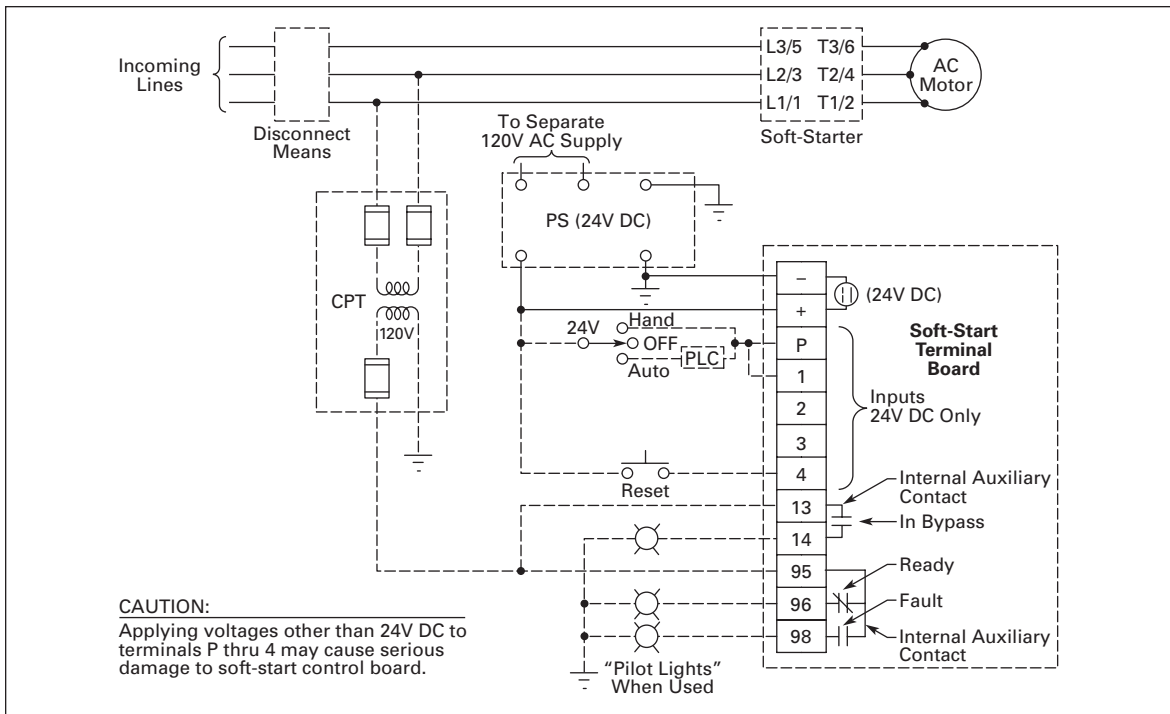 Incoming
Lines
Disconnect
Means
L3/5 T3/6
L2/3 T2/4
L1/1 T1/2
Soft-Starter
AC
Motor
To Separate
120V AC Supply
PS (24V DC)
CPT
120V
24V
Hand
OFF
Auto
PLC
Reset
–
+
P
1
2
3
4
13
14
95
96
98
(24V DC)
Soft-Start
Terminal
Board
Inputs
24V DC Only
Internal Auxiliary
Contact
In Bypass
Ready
Fault
Internal Auxiliary
Contact
"Pilot Lights"
When Used
CAUTION:
Applying voltages other than 24V DC to
terminals P thru 4 may cause serious
damage to soft-start control board.